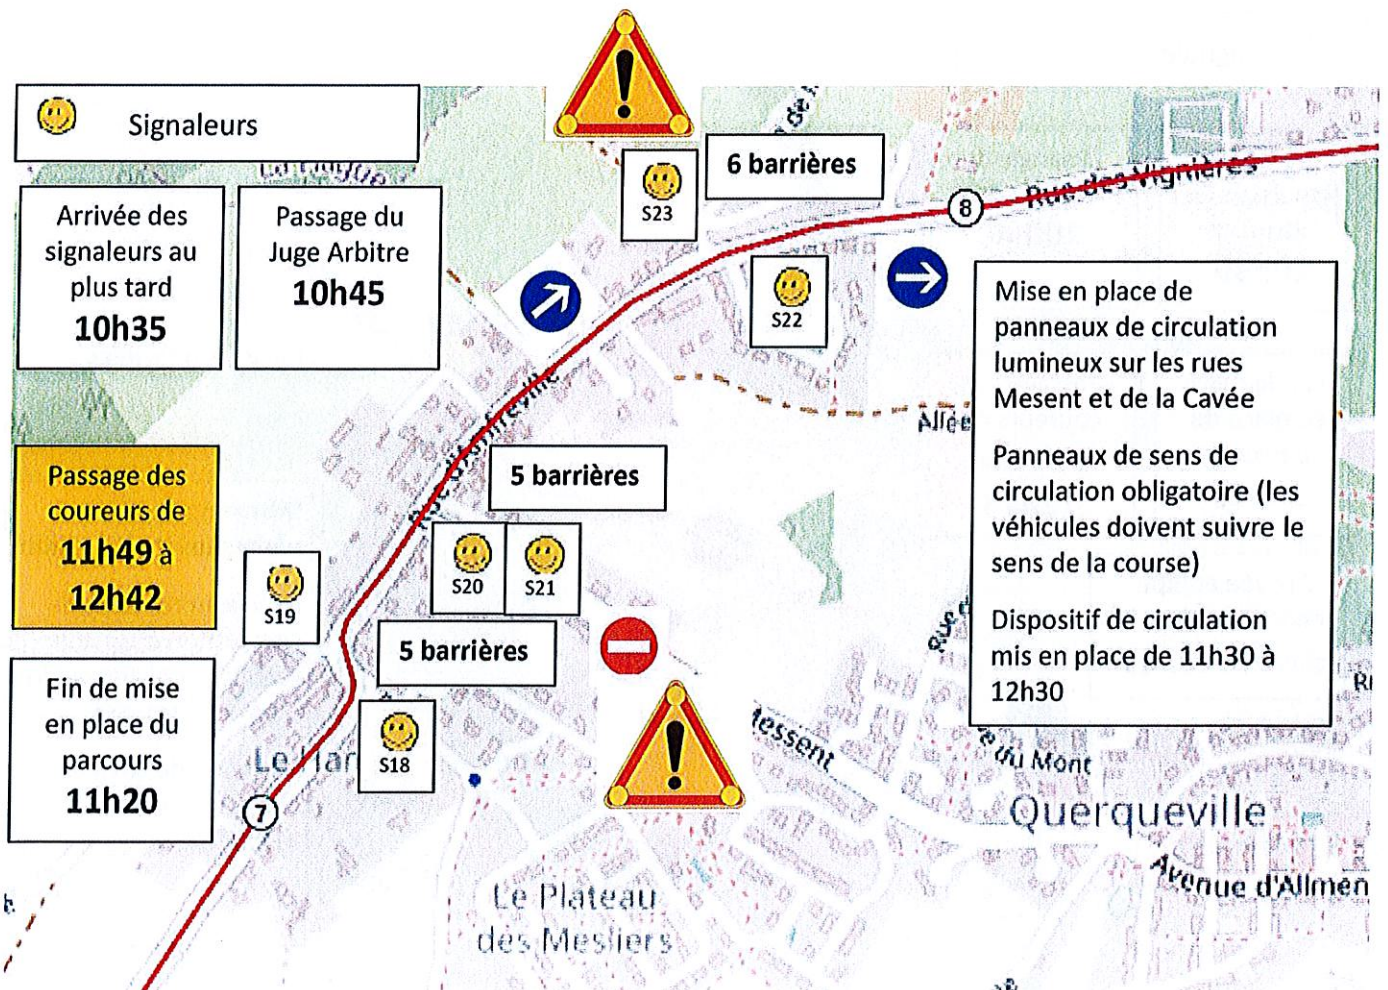 Signaleurs
Arrivée des
signaleurs au
plus tard
10h35
Passage du
Juge Arbitre
10h45
S23
6 barrières
Rue des Vignières
8
S22
Mise en place de
panneaux de circulation
lumineux sur les rues
Mesent et de la Cavée
Panneaux de sens de
circulation obligatoire (les
véhicules doivent suivre le
sens de la course)
Dispositif de circulation
mis en place de 11h30 à
12h30
Allée
Passage des
coureurs de
11h49 à
12h42
5 barrières
S20
S21
S19
5 barrières
S18
Fin de mise
en place du
parcours
11h20
7
Messent
du Mont
Querqueville
Avenue d'Allmen
Le Plateau
des Mesliers